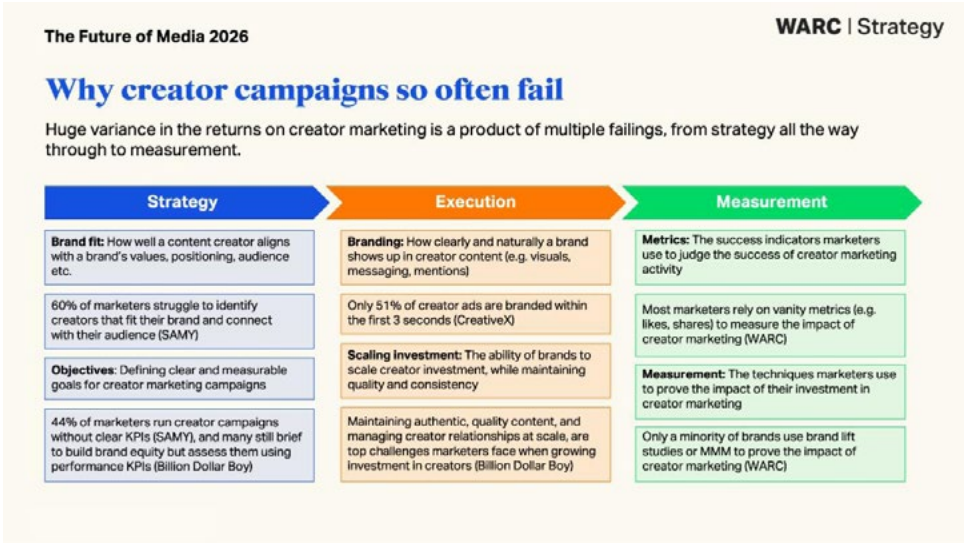 The Future of Media 2026
WARC | Strategy
Why creator campaigns so often fail
Huge variance in the returns on creator marketing is a product of multiple failings, from strategy all the way
through to measurement.
Strategy
Brand fit: How well a content creator aligns
with a brand's values, positioning, audience
etc.
60% of marketers struggle to identify
creators that fit their brand and connect
with their audience (SAMY)
Objectives: Defining clear and measurable
goals for creator marketing campaigns
44% of marketers run creator campaigns
without clear KPIs (SAMY), and many still brief
to build brand equity but assess them using
performance KPIs (Billion Dollar Boy)
Execution
Branding: How clearly and naturally a brand
shows up in creator content (e.g. visuals,
messaging, mentions)
Only 51% of creator ads are branded within
the first 3 seconds (CreativeX)
Scaling investment: The ability of brands to
scale creator investment, while maintaining
quality and consistency
Maintaining authentic, quality content, and
managing creator relationships at scale, are
top challenges marketers face when growing
investment in creators (Billion Dollar Boy)
Measurement
Metrics: The success indicators marketers
use to judge the success of creator marketing
activity
Most marketers rely on vanity metrics (e.g.
likes, shares) to measure the impact of
creator marketing (WARC)
Measurement: The techniques marketers use
to prove the impact of their investment in
creator marketing
Only a minority of brands use brand lift
studies or MMM to prove the impact of
creator marketing (WARC)